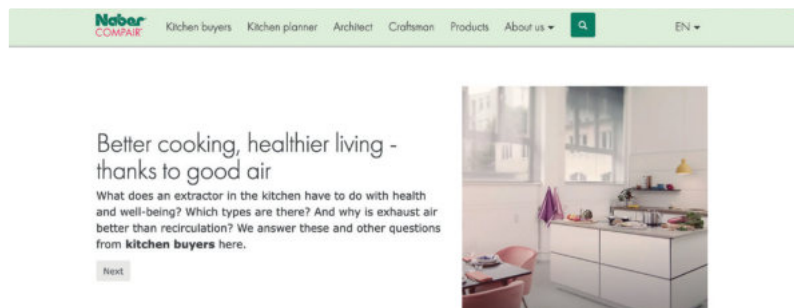 Naber COMPAIR
Kitchen buyers Kitchen planner Architect Craftsman Products About us EN
Better cooking, healthier living -
thanks to good air
What does an extractor in the kitchen have to do with health
and well-being? Which types are there? And why is exhaust air
better than recirculation? We answer these and other questions
from kitchen buyers here.
Next